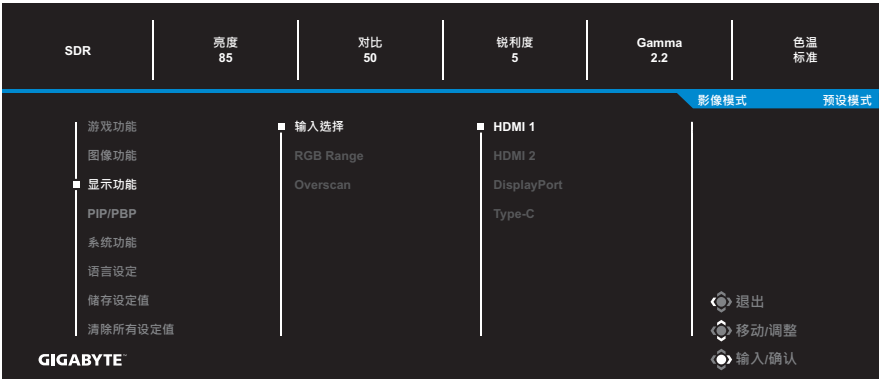 SDR
亮度
85
对比
50
锐利度
5
Gamma
2.2
色温
标准
影像模式 预设模式
游戏功能
图像功能
显示功能
PIP/PBP
系统功能
语言设定
储存设定值
清除所有设定值
输入选择
RGB Range
Overscan
HDMI 1
HDMI 2
DisplayPort
Type-C
退出
移动/调整
输入/确认
GIGABYTE™